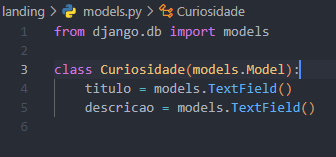 landing > models.py > Curiosidade
1 from django.db import models
2
3 class Curiosidade(models.Model):
4     titulo = models.TextField()
5     descricao = models.TextField()
6